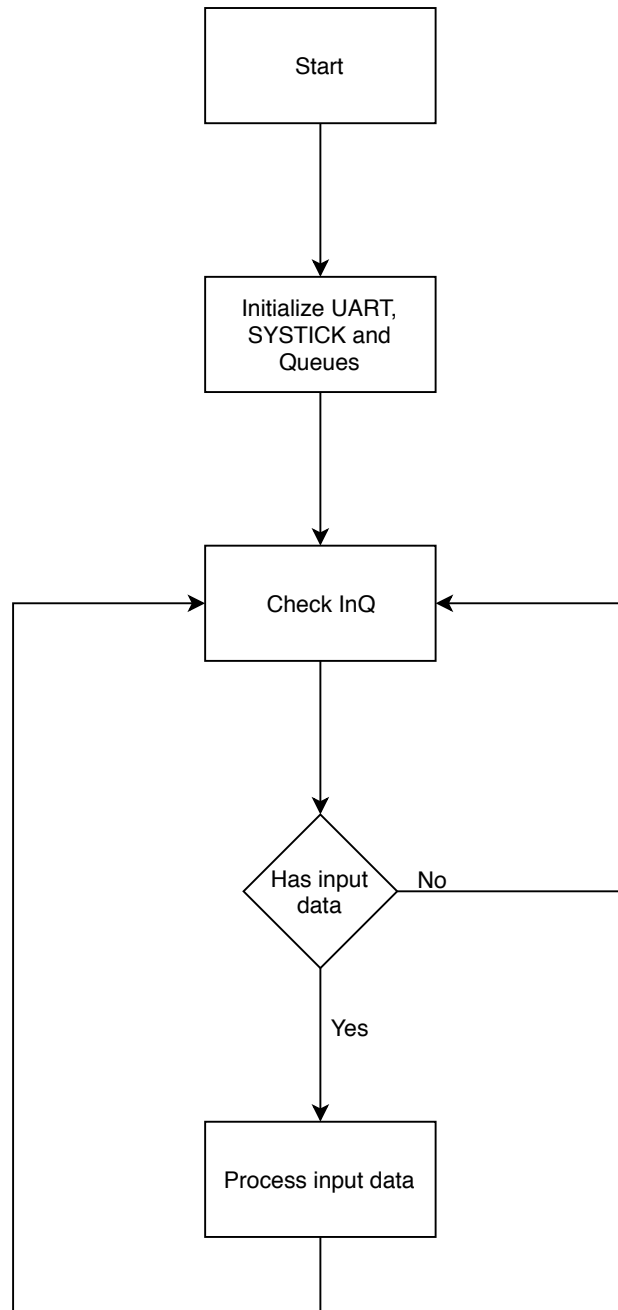 Start
Initialize UART,
SYSTICK and
Queues
Check InQ
Has input
data
No
Yes
Process input data